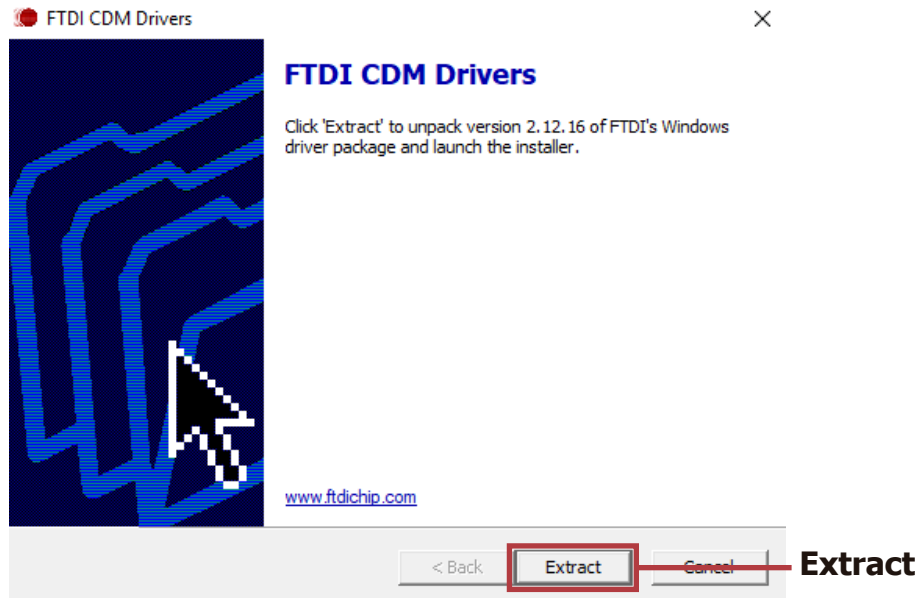 FTDI CDM Drivers
FTDI CDM Drivers
Click 'Extract' to unpack version 2.12.16 of FTDI's Windows
driver package and launch the installer.
www.ftdichip.com
< Back Extract Cancel Extract